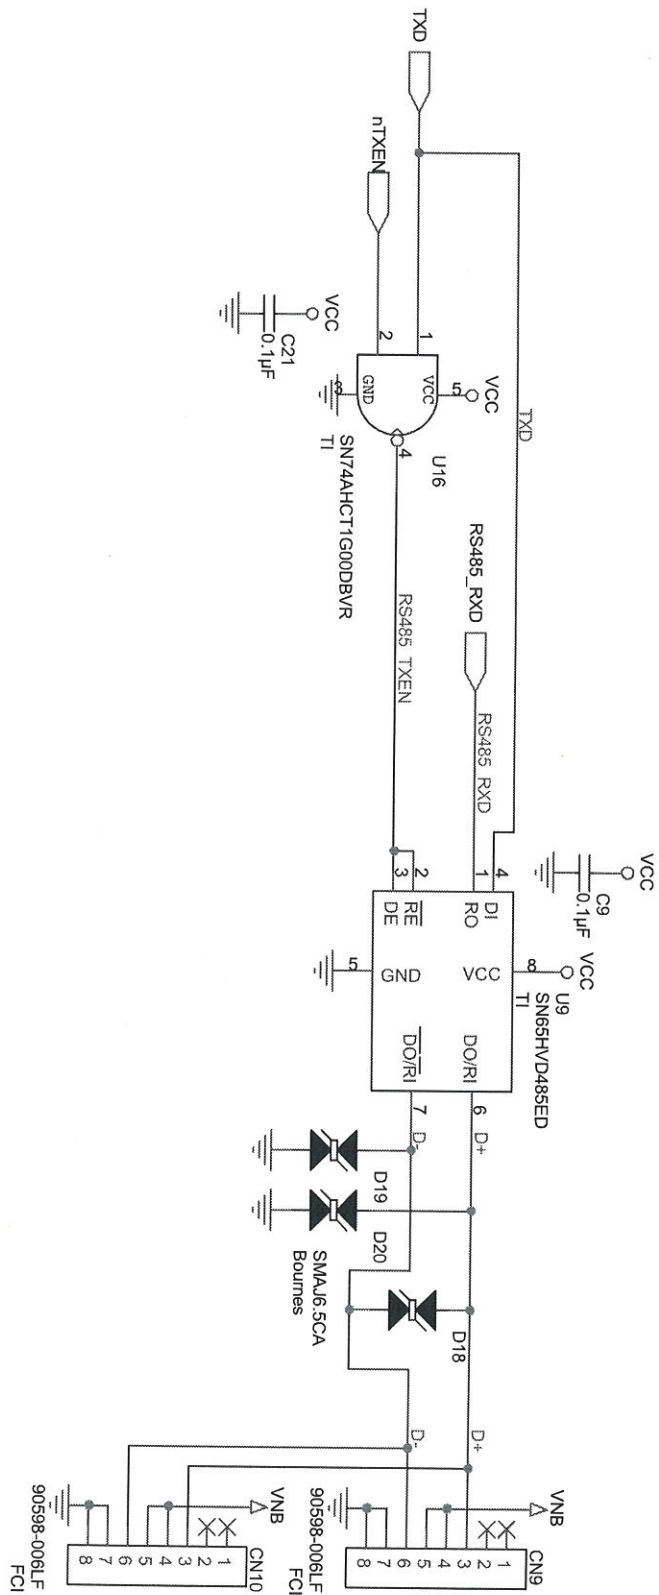 TXD
nTXEN
VCC
C21
0.1µF
1
2
VCC
GND
5
VCC
3
4
U16
SN74AHCT1G00DBVR
TI
TXD
RS485_RXD
RS485_RXD
RS485_TXEN
VCC
C9
0.1µF
4
1
2
3
DI
RO
RE
DE
VCC
GND
8
VCC
5
U9
SN65HVD485ED
TI
DO/RI
DO/RI
6
7
D+
D-
D19
D20
SMAJ6.5CA
Bournes
D18
D+
D-
VNB
CN9
1
2
3
4
5
6
7
8
90598-006LF
FCI
VNB
CN10
1
2
3
4
5
6
7
8
90598-006LF
FCI